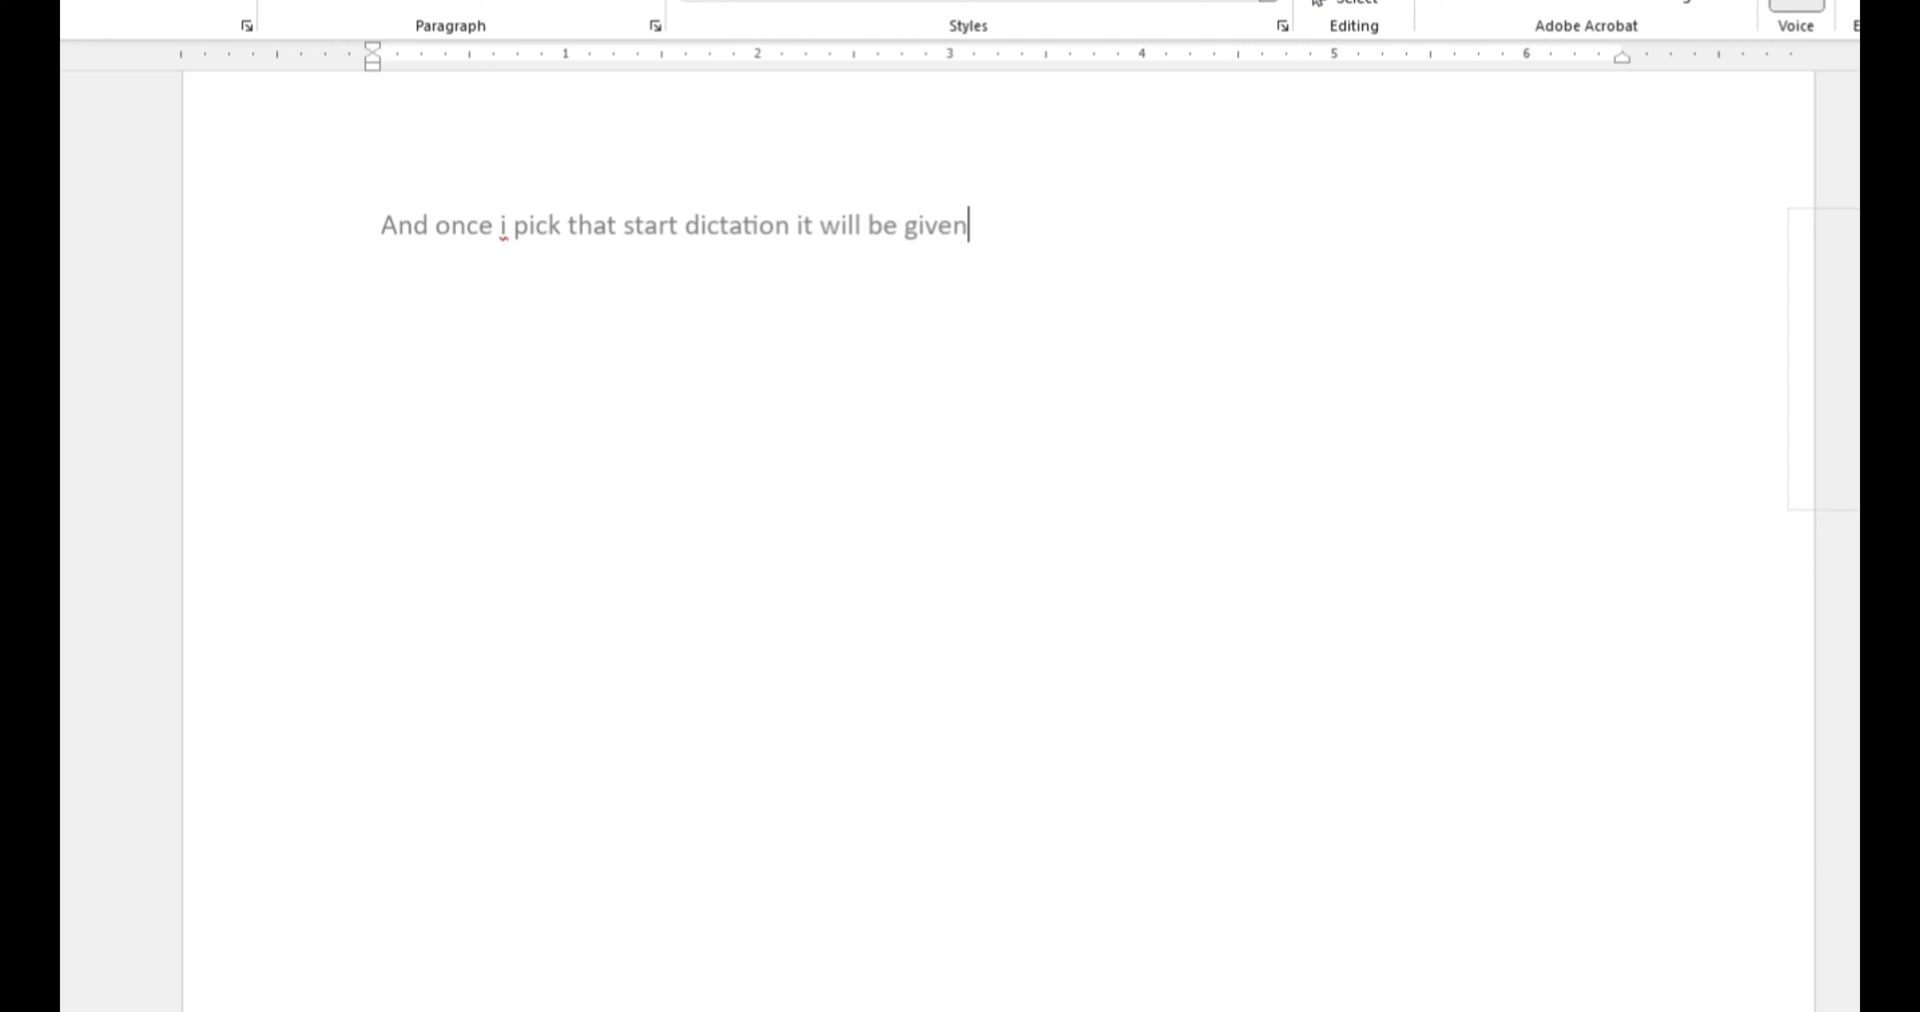 Paragraph Styles Editing Adobe Acrobat Voice
1 2 3 4 5 6
And once i pick that start dictation it will be given